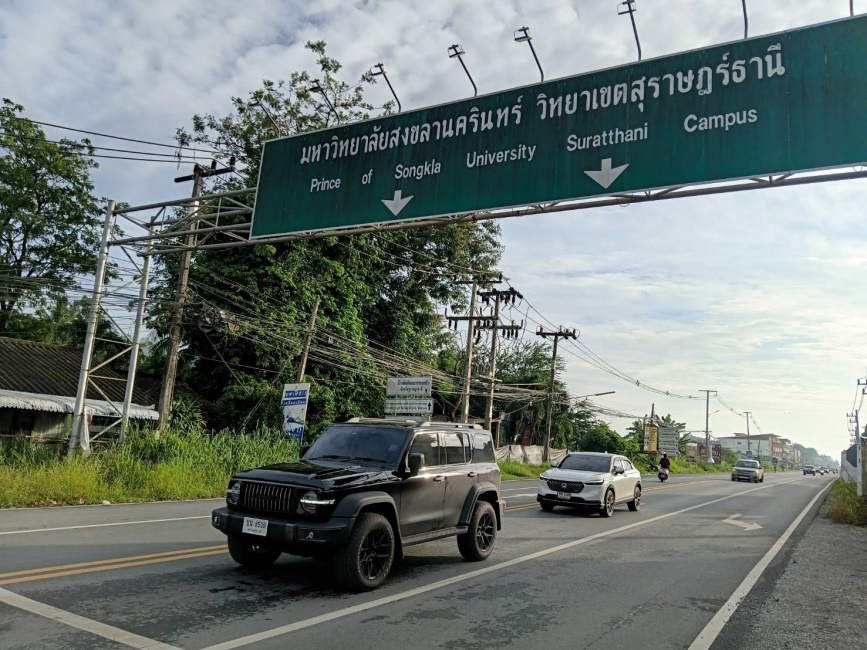 มหาวิทยาลัยสงขลานครินทร์ วิทยาเขตสุราษฎร์ธานี
Prince of Songkla University Suratthani Campus